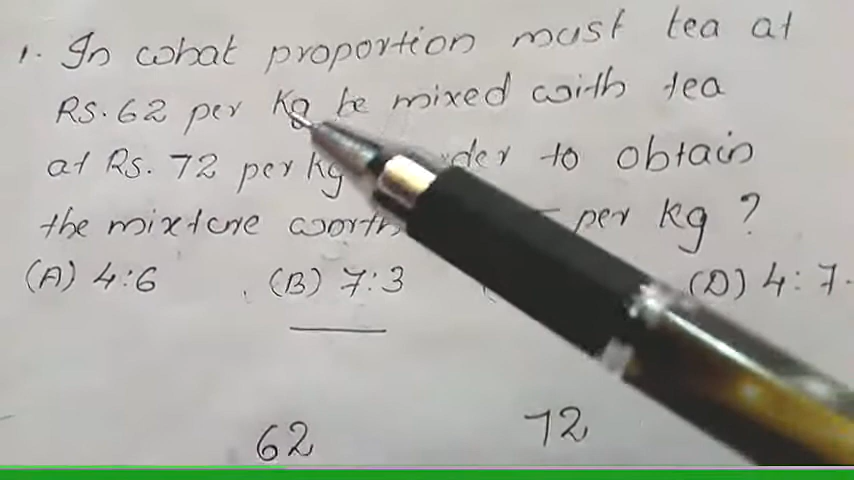 1. In what proportion must tea at
RS. 62 per kg be mixed with tea
at Rs. 72 per kg to obtain
the mixture worth per kg ?
(A) 4:6 (B) 7:3 (D) 4:7.
62 72